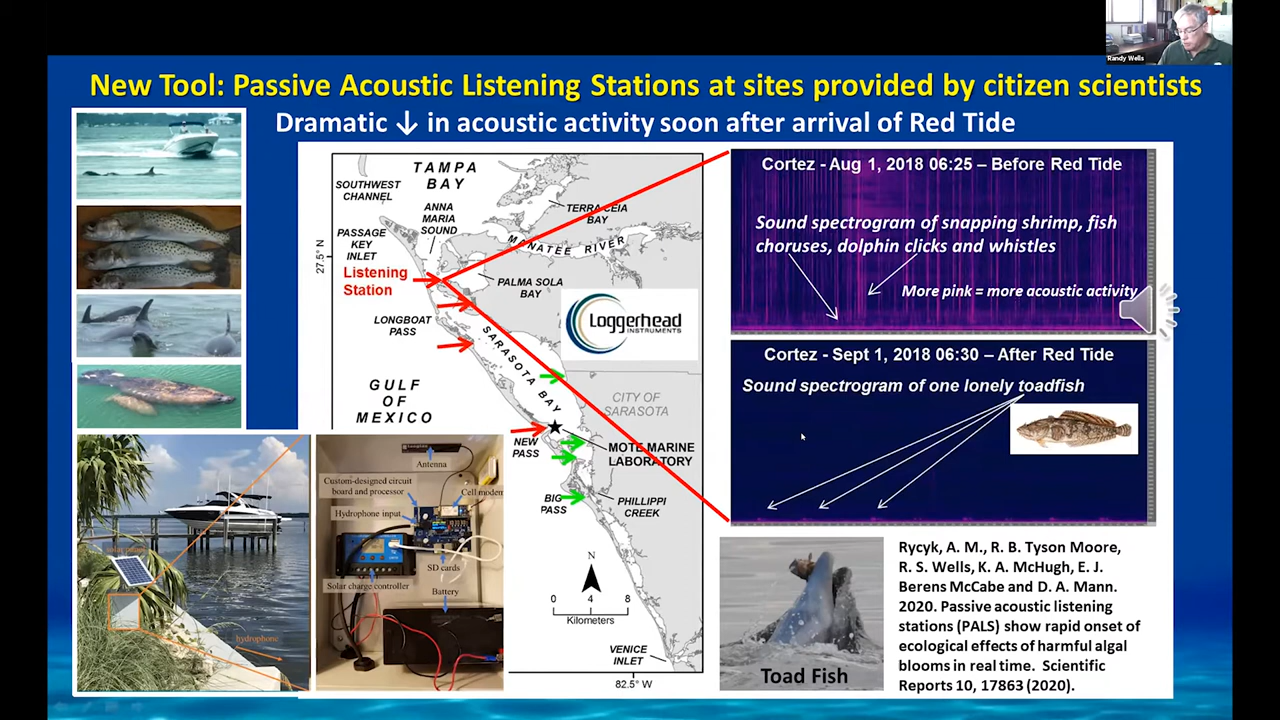 Randy Wells
New Tool: Passive Acoustic Listening Stations at sites provided by citizen scientists
Dramatic ↓ in acoustic activity soon after arrival of Red Tide
TAMPA
BAY
SOUTHWEST
CHANNEL
ANNA
MARIA
SOUND
TERRA CEIA
BAY
PASSAGE
KEY
INLET
MANATEE RIVER
27.5° N
Listening
Station
PALMA SOLA
BAY
LONGBOAT
PASS
Loggerhead
INSTRUMENTS
SARASOTA BAY
GULF
OF
MEXICO
CITY OF
SARASOTA
NEW
PASS
MOTE MARINE
LABORATORY
BIG
PASS
PHILLIPPI
CREEK
N
0 4 8
Kilometers
VENICE
INLET
82.5° W
Cortez - Aug 1, 2018 06:25 – Before Red Tide
Sound spectrogram of snapping shrimp, fish
choruses, dolphin clicks and whistles
More pink = more acoustic activity
Cortez - Sept 1, 2018 06:30 – After Red Tide
Sound spectrogram of one lonely toadfish
solar panel
hydrophone
Antenna
Custom-designed circuit
board and processor
Cell modem
Hydrophone input
SD cards
Solar charge controller
Battery
Toad Fish
Rycyk, A. M., R. B. Tyson Moore,
R. S. Wells, K. A. McHugh, E. J.
Berens McCabe and D. A. Mann.
2020. Passive acoustic listening
stations (PALS) show rapid onset of
ecological effects of harmful algal
blooms in real time. Scientific
Reports 10, 17863 (2020).